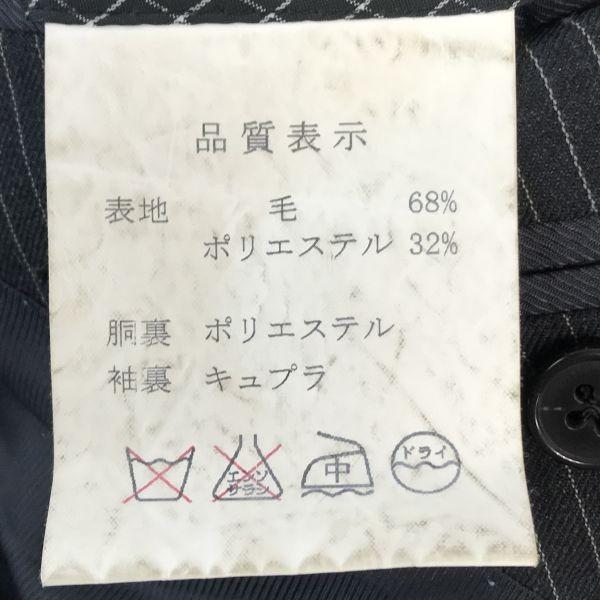 品質表示
表地 毛 68%
ポリエステル 32%
胴裏 ポリエステル
袖裏 キュプラ
エンソ
サラシ
中
ドライ